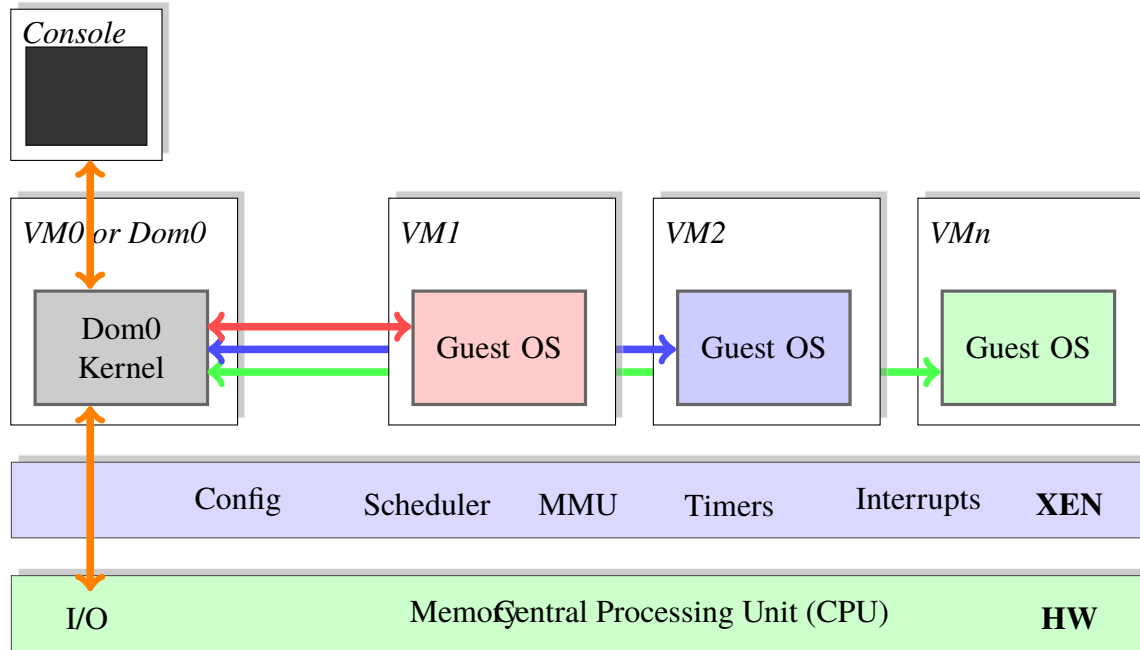 Console
VM0 or Dom0
VM1
VM2
VMn
Dom0
Kernel
Guest OS
Guest OS
Guest OS
Config
Scheduler
MMU
Timers
Interrupts
XEN
I/O
Memory
Central Processing Unit (CPU)
HW